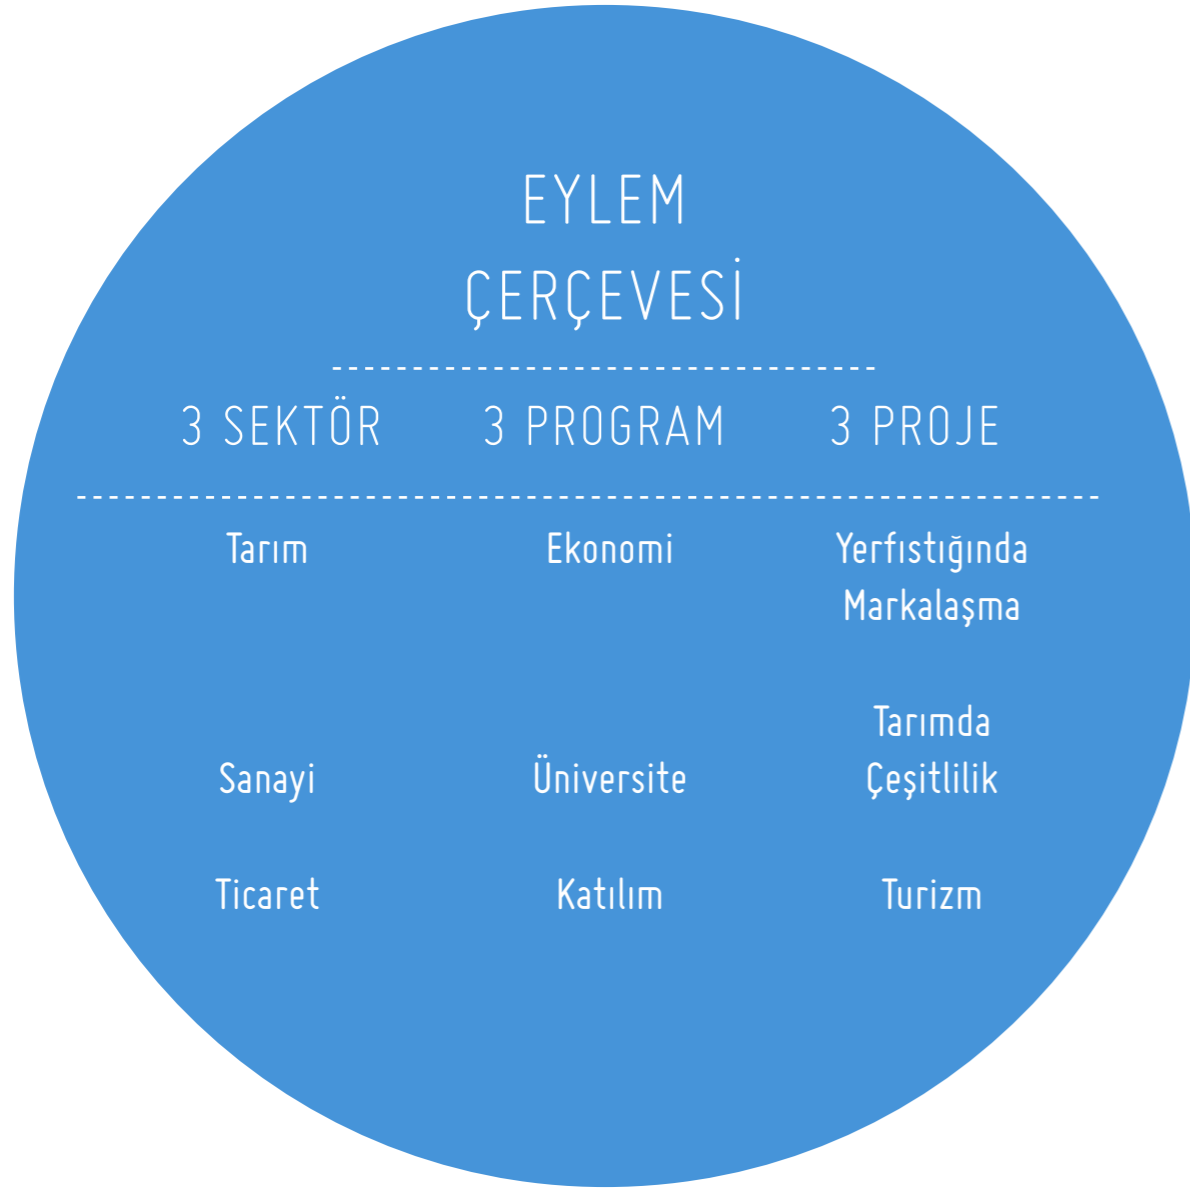 EYLEM
ÇERÇEVESİ
3 SEKTÖR 3 PROGRAM 3 PROJE
Tarım Ekonomi Yerfıstığında
Markalaşma
Tarımda
Sanayi Üniversite Çeşitlilik
Ticaret Katılım Turizm